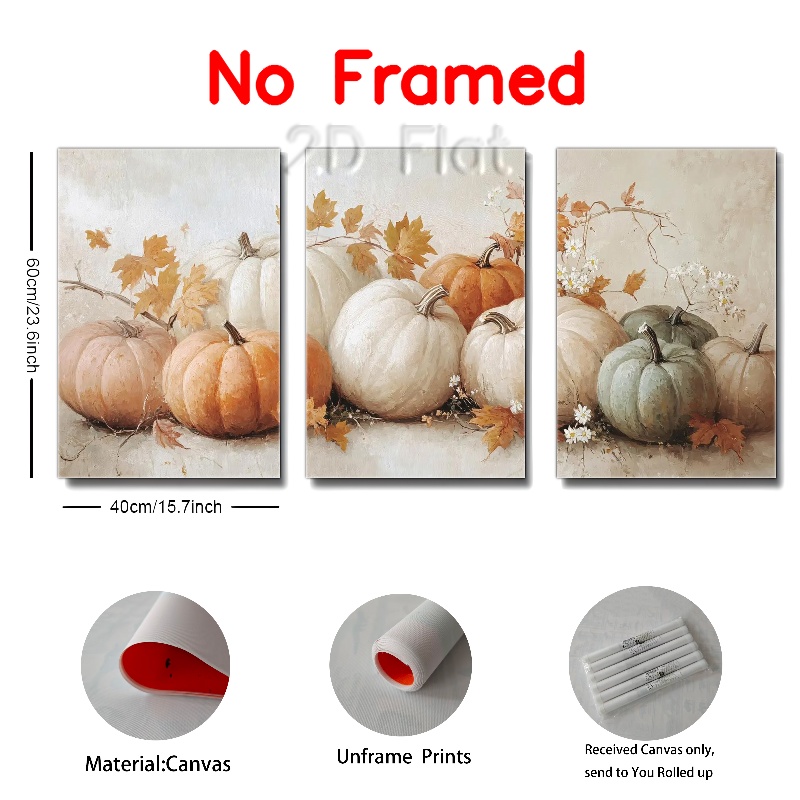 No Framed
2.D Flat.
60cm/23.6inch
40cm/15.7inch
Material:Canvas
Unframe Prints
Received Canvas only,
send to You Rolled up